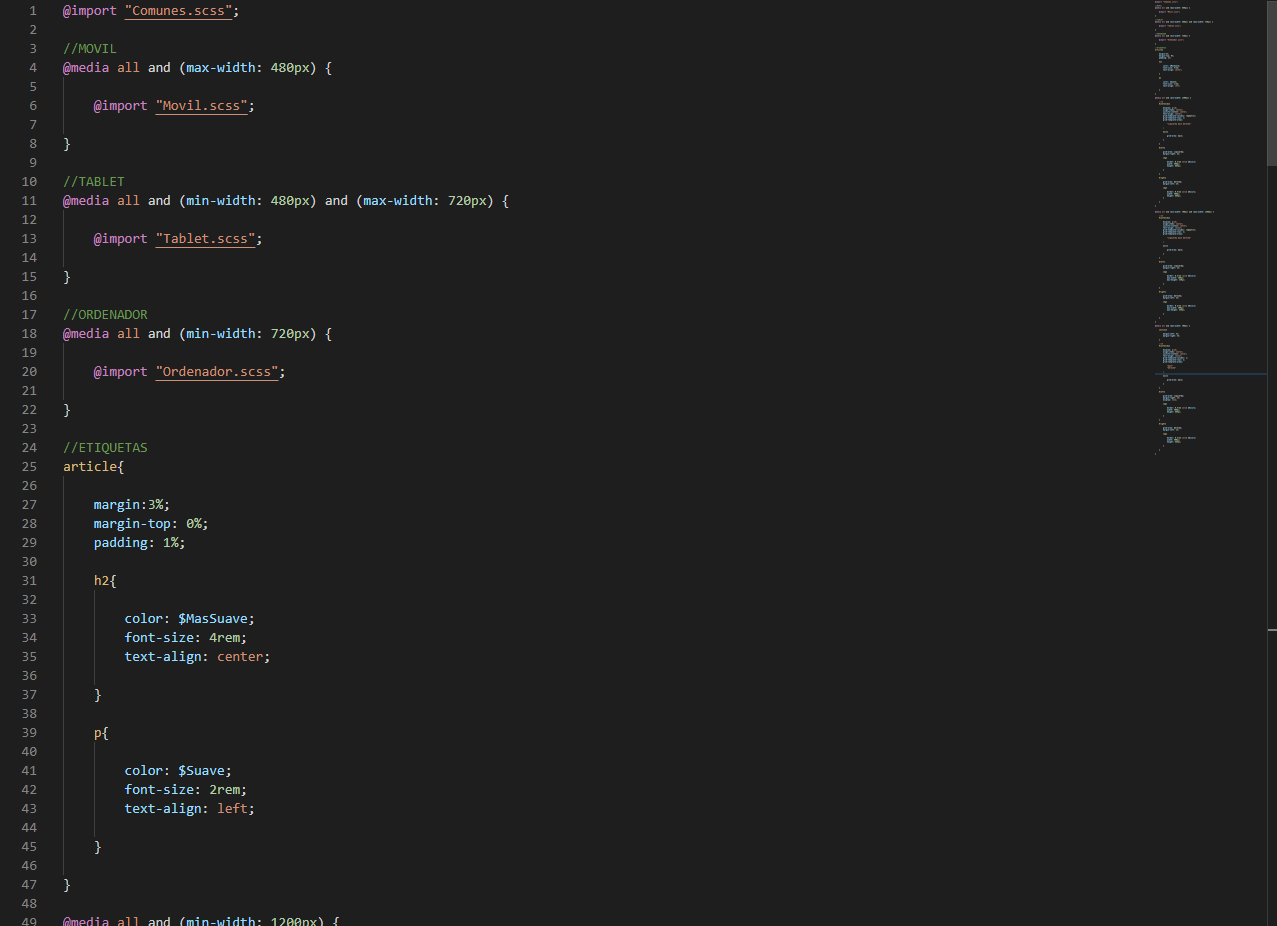 1 @import "Comunes.scss";
2
3 //MOVIL
4 @media all and (max-width: 480px) {
5
6 @import "Movil.scss";
7
8 }
9
10 //TABLET
11 @media all and (min-width: 480px) and (max-width: 720px) {
12
13 @import "Tablet.scss";
14
15 }
16
17 //ORDENADOR
18 @media all and (min-width: 720px) {
19
20 @import "Ordenador.scss";
21
22 }
23
24 //ETIQUETAS
25 article{
26
27 margin:3%;
28 margin-top: 0%;
29 padding: 1%;
30
31 h2{
32
33 color: $MasSuave;
34 font-size: 4rem;
35 text-align: center;
36
37 }
38
39 p{
40
41 color: $Suave;
42 font-size: 2rem;
43 text-align: left;
44
45 }
46
47 }
48
49 @media all and (min-width: 1200px) {